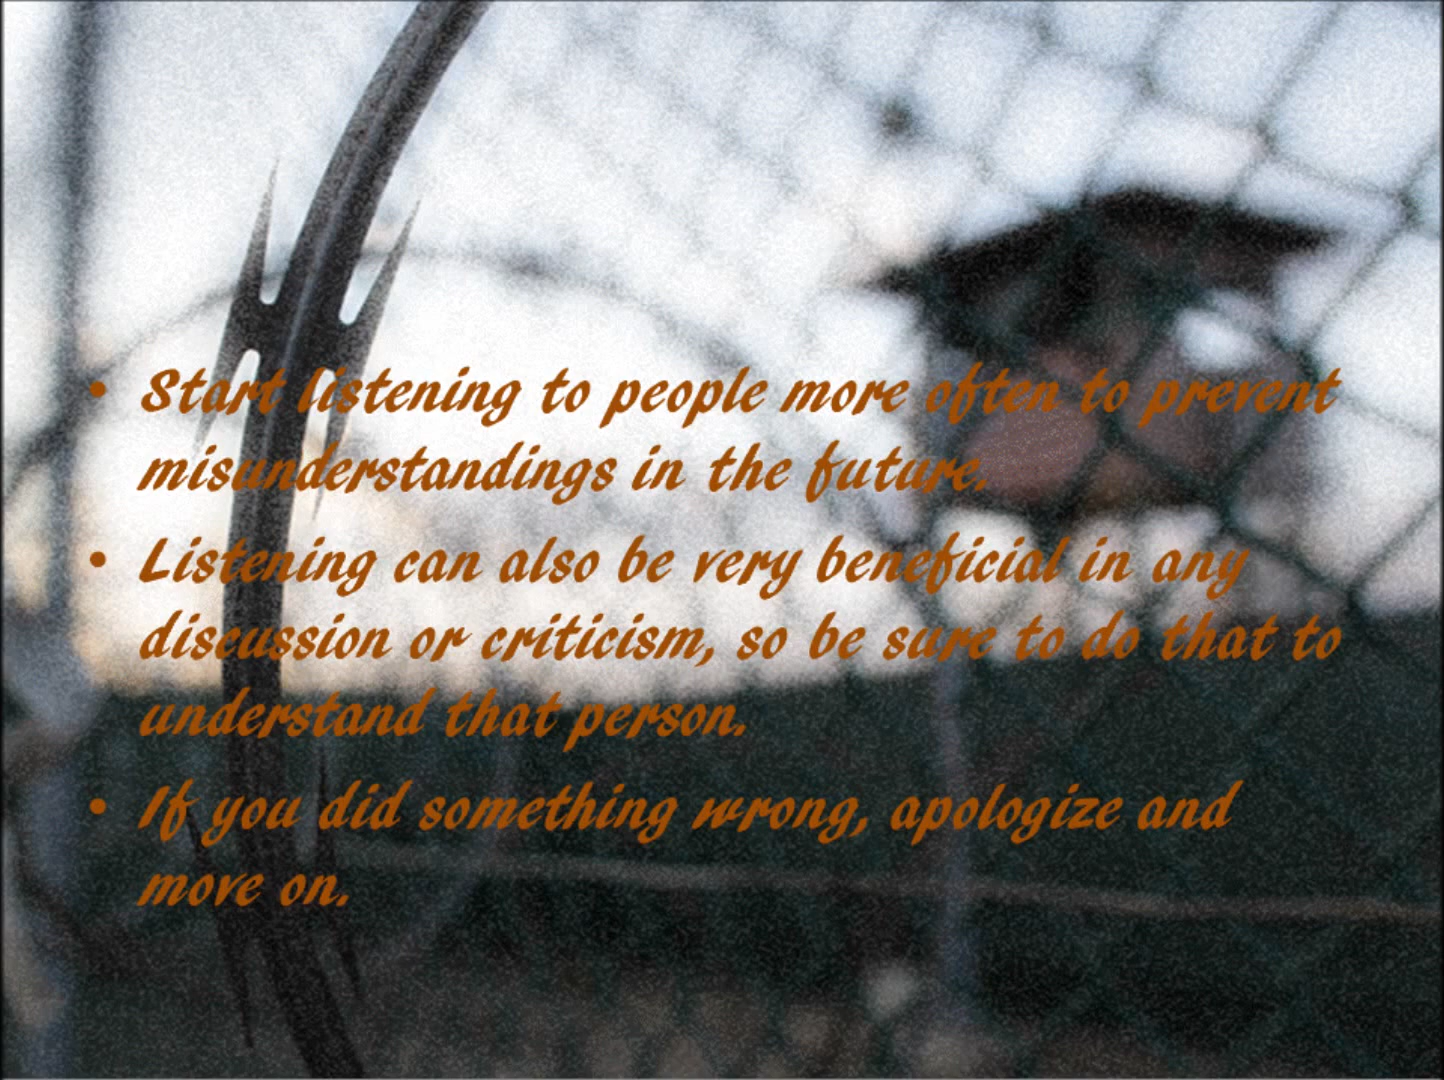 • Start listening to people more often to prevent
misunderstandings in the future.
• Listening can also be very beneficial in any
discussion or criticism, so be sure to do that to
understand that person.
• If you did something wrong, apologize and
move on.